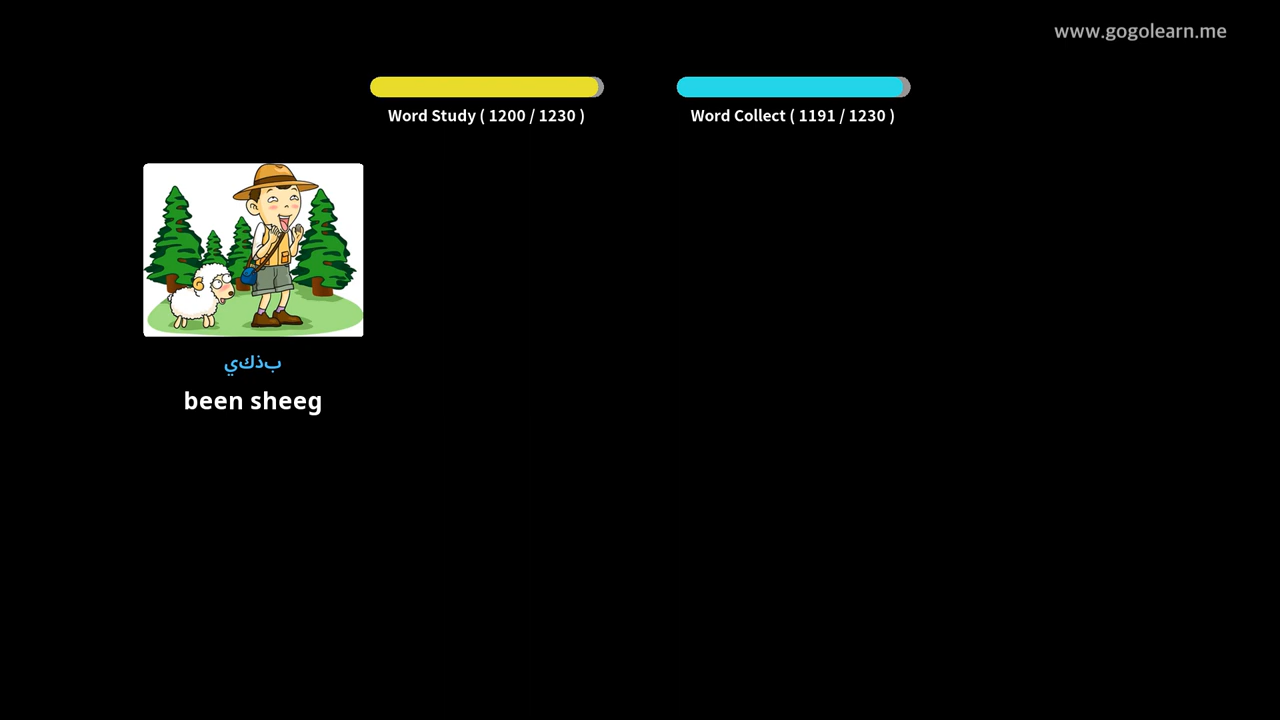 www.gogolearn.me
Word Study ( 1200 / 1230 )
Word Collect ( 1191 / 1230 )
بذكي
been sheeg